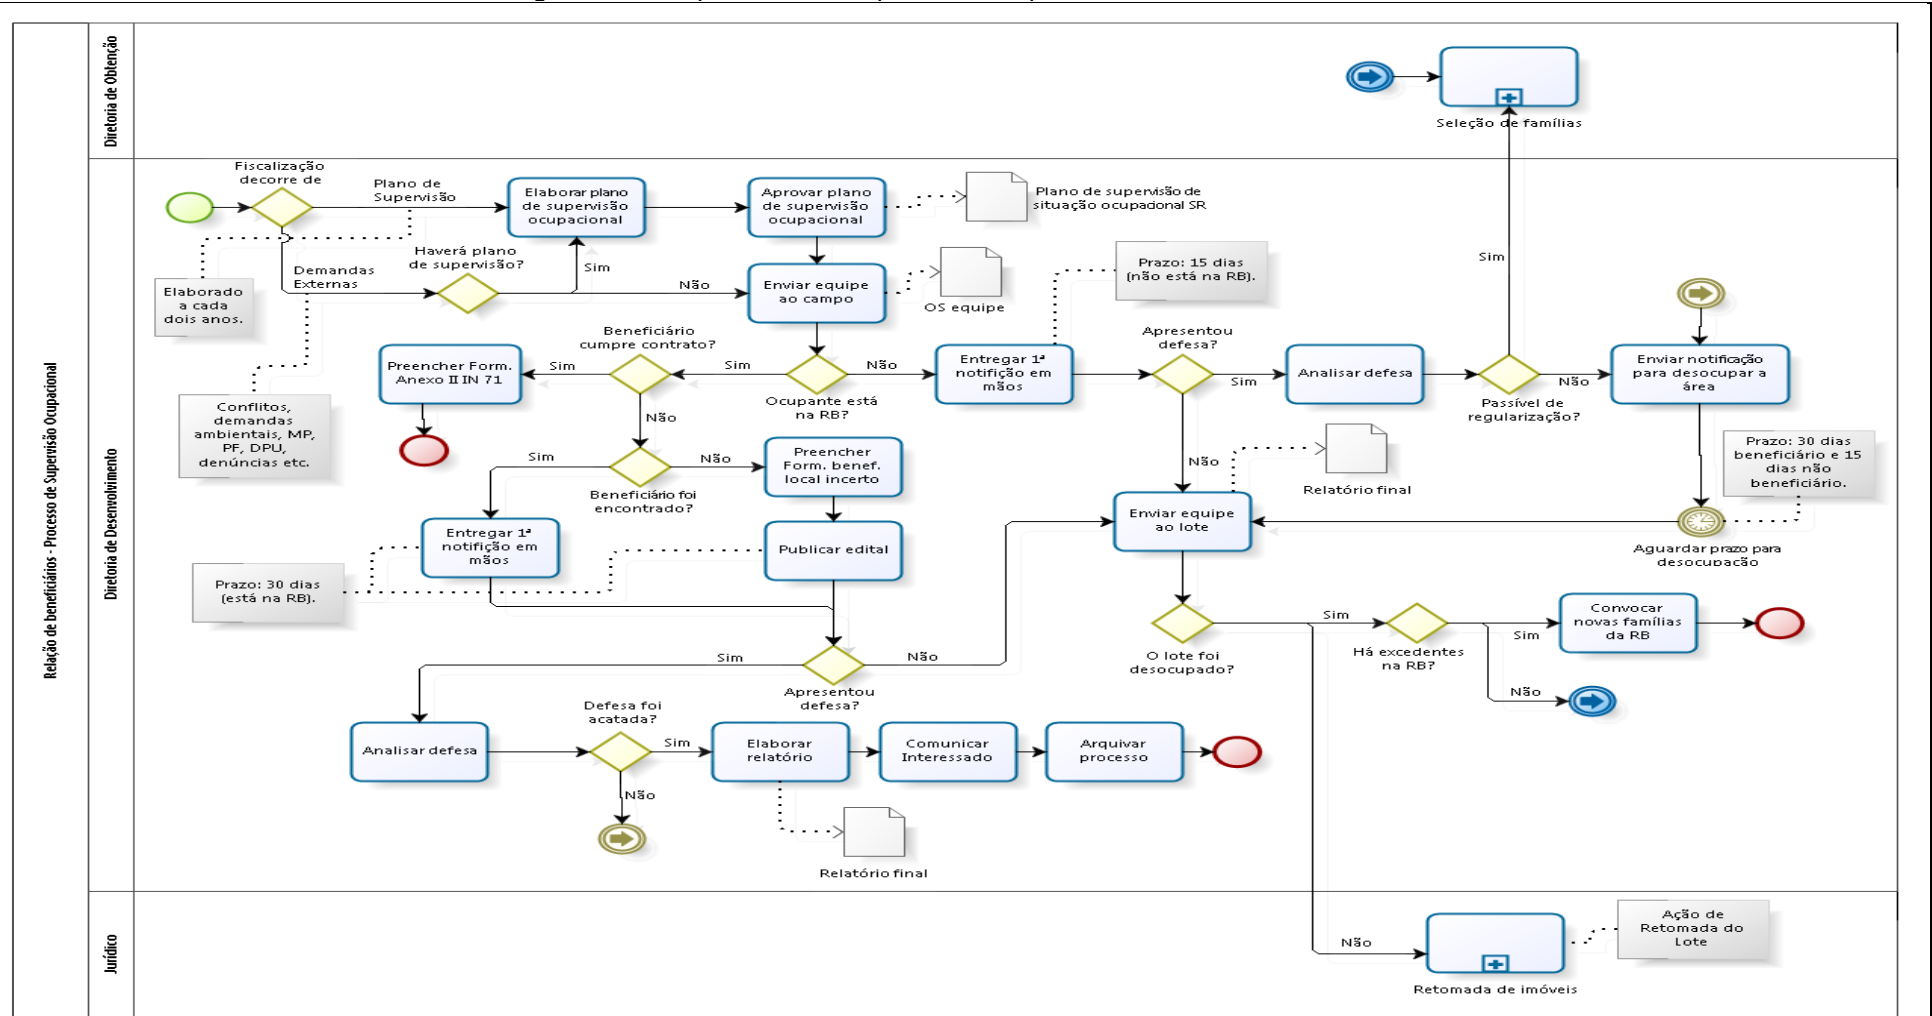 Relação de beneficiários - Processo de Supervisão Ocupacional
Diretoria de Obtenção
Seleção de famílias
Diretoria de Desenvolvimento
Fiscalização
decorre de
Plano de
Supervisão
Elaborar plano
de supervisão
ocupacional
Aprovar plano
de supervisão
ocupacional
Plano de supervisão de
situação ocupacional SR
Demandas
Externas
Haverá plano
de supervisão?
Sim
Não
Elaborado
a cada
dois anos.
Enviar equipe
ao campo
OS equipe
Prazo: 15 dias
(não está na RB).
Sim
Conflitos,
demandas
ambientais, MP,
PF, DPU,
denúncias etc.
Preencher Form.
Anexo II IN 71
Sim
Beneficiário
cumpre contrato?
Sim
Ocupante está
na RB?
Não
Entregar 1ª
notifição em
mãos
Apresentou
defesa?
Sim
Analisar defesa
Passível de
regularização?
Não
Enviar notificação
para desocupar a
área
Não
Sim
Beneficiário foi
encontrado?
Não
Preencher
Form. benef.
local incerto
Não
Relatório final
Prazo: 30 dias
beneficiário e 15
dias não
beneficiário.
Entregar 1ª
notifição em
mãos
Publicar edital
Enviar equipe
ao lote
Aguardar prazo para
desocupação
Prazo: 30 dias
(está na RB).
Sim
Apresentou
defesa?
Não
O lote foi
desocupado?
Sim
Há excedentes
na RB?
Sim
Convocar
novas famílias
da RB
Não
Analisar defesa
Defesa foi
acatada?
Sim
Elaborar
relatório
Comunicar
Interessado
Arquivar
processo
Não
Relatório final
Jurídico
Não
Retomada de imóveis
Ação de
Retomada do
Lote